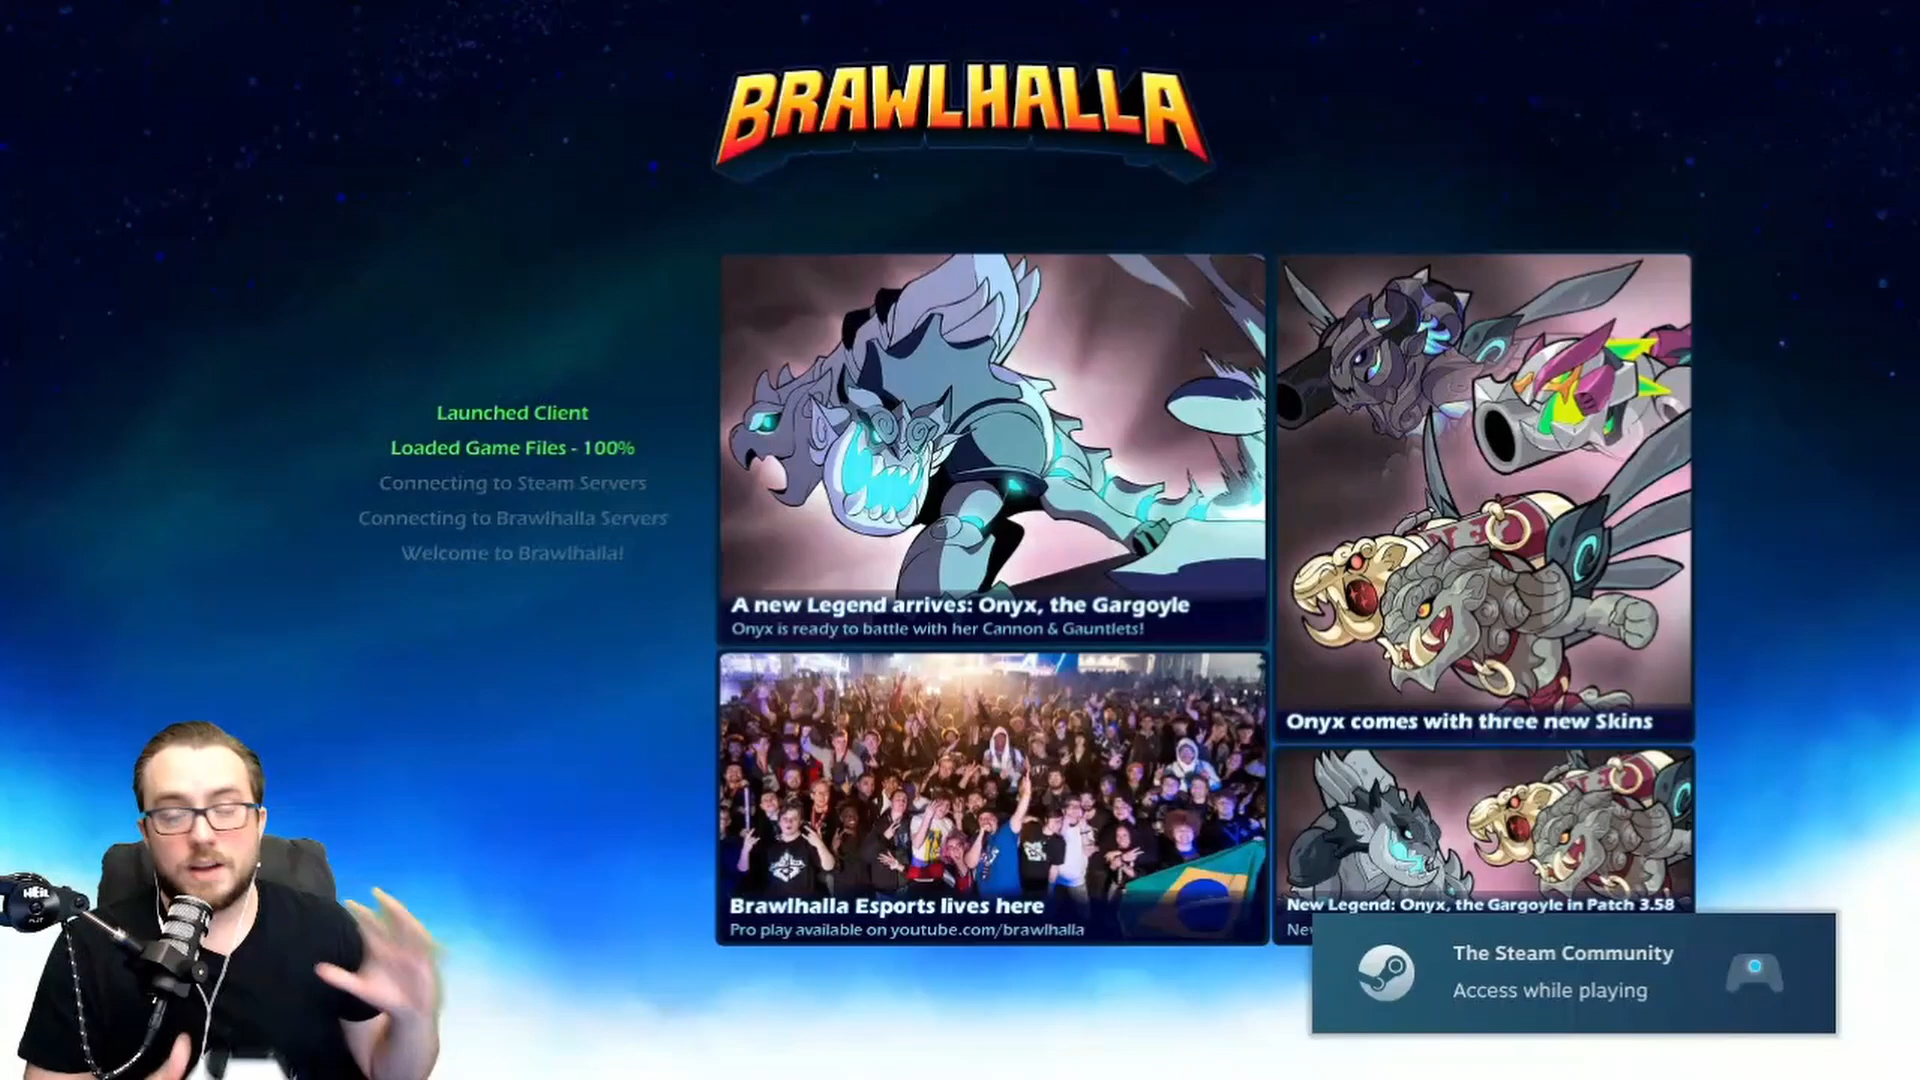 BRAWLHALLA
Launched Client
Loaded Game Files - 100%
Connecting to Steam Servers
Connecting to Brawlhalla Servers
Welcome to Brawlhalla!
A new Legend arrives: Onyx, the Gargoyle
Onyx is ready to battle with her Cannon & Gauntlets!
Onyx comes with three new Skins
Brawlhalla Esports lives here
Pro play available on youtube.com/brawlhalla
New Legend: Onyx, the Gargoyle in Patch 3.58
The Steam Community
Access while playing
HEIL